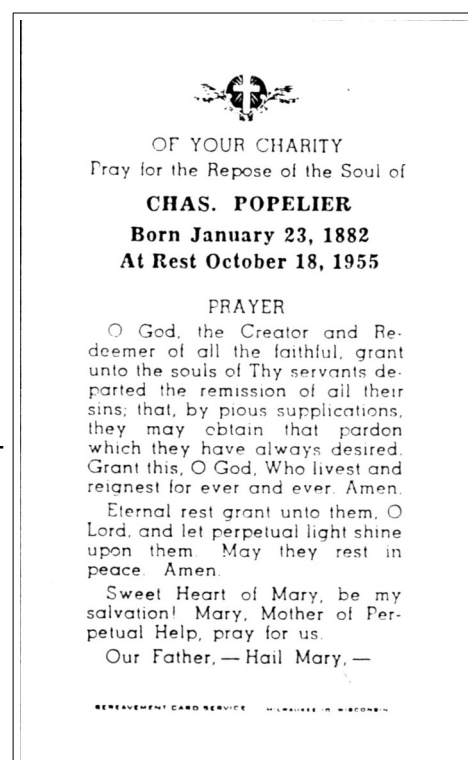 OF YOUR CHARITY
Pray for the Repose of the Soul of
CHAS. POPELIER
Born January 23, 1882
At Rest October 18, 1955
PRAYER
O God, the Creator and Re-
deemer of all the faithful, grant
unto the souls of Thy servants de-
parted the remission of all their
sins; that, by pious supplications,
they may obtain that pardon
which they have always desired.
Grant this, O God, Who livest and
reignest for ever and ever. Amen.
Eternal rest grant unto them, O
Lord, and let perpetual light shine
upon them. May they rest in
peace. Amen.
Sweet Heart of Mary, be my
salvation! Mary, Mother of Per-
petual Help, pray for us.
Our Father, — Hail Mary, —
BEREAVEMENT CARD SERVICE MILWAUKEE WISCONSIN